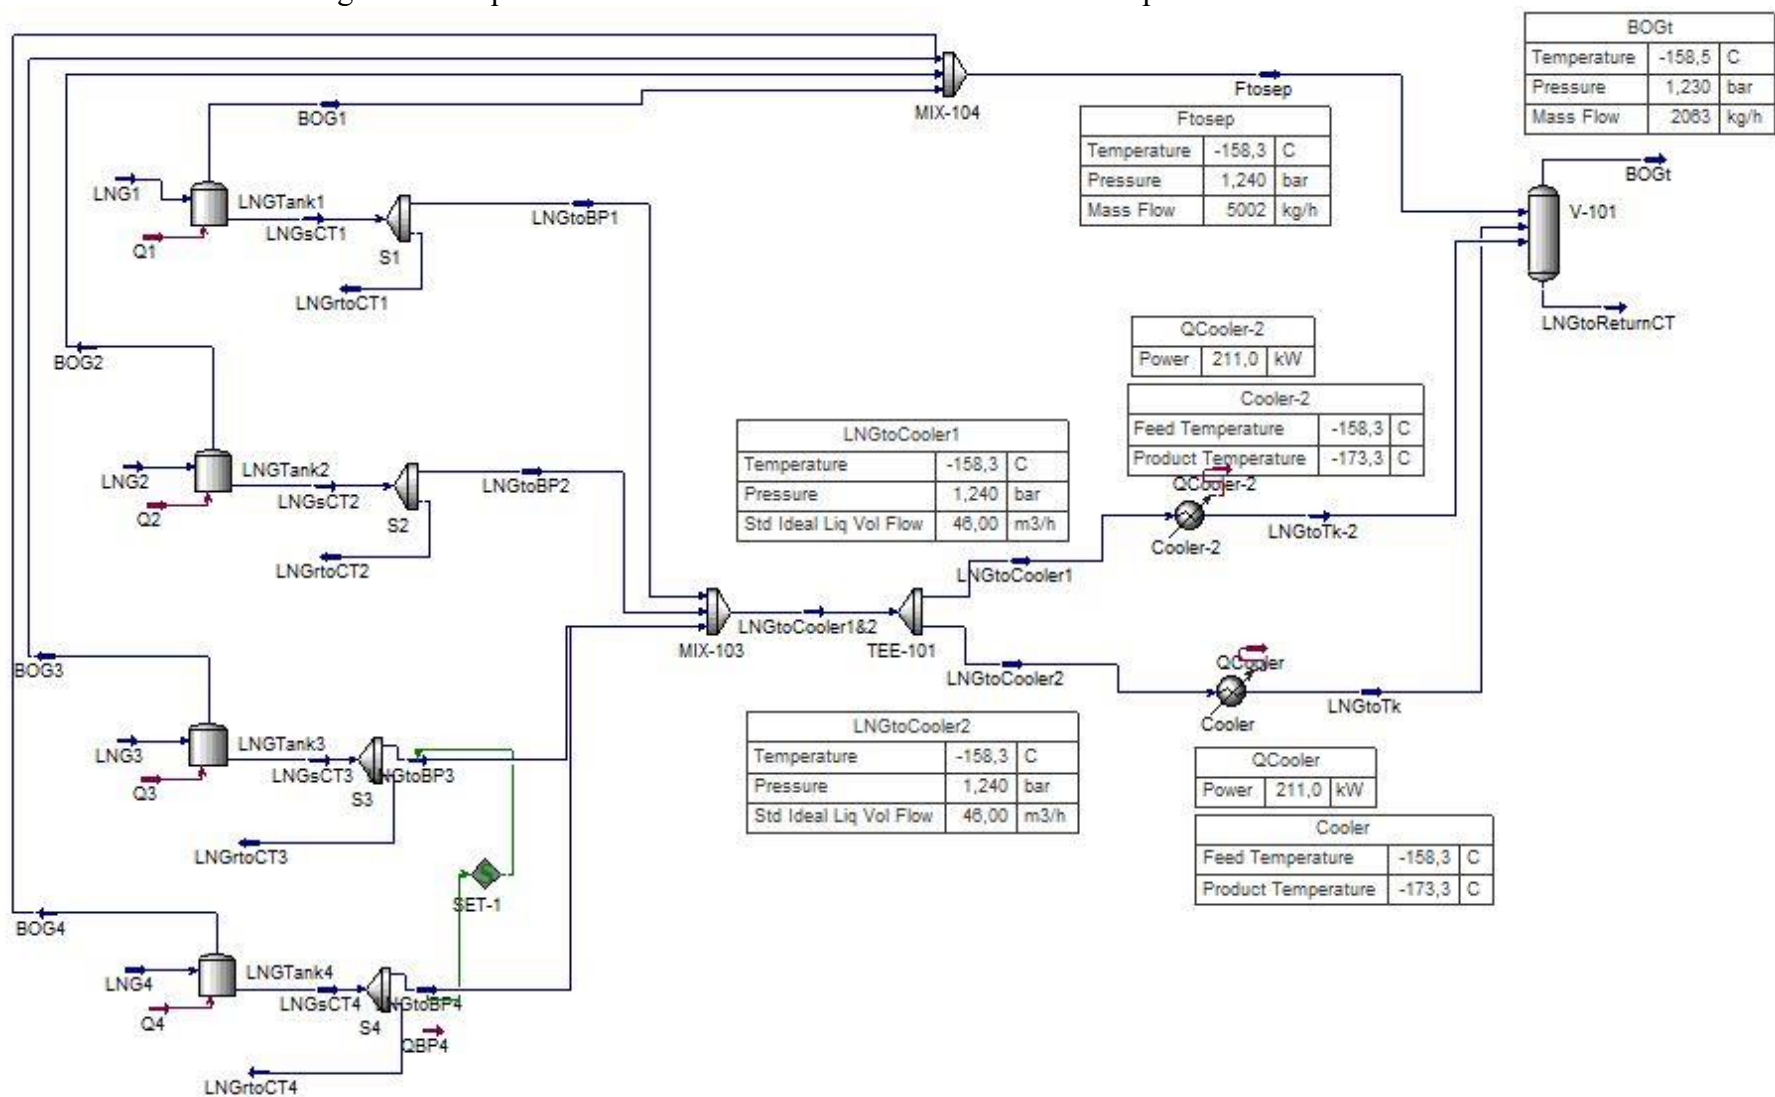 BOGt
Temperature -158,5 C
Pressure 1,230 bar
Mass Flow 2063 kg/h
MIX-104
Ftosep
Ftosep
Temperature -158,3 C
Pressure 1,240 bar
Mass Flow 5002 kg/h
BOGt
V-101
LNGtoReturnCT
BOG1
LNG1
LNGTank1
LNGsCT1
Q1
S1
LNGtoBP1
LNGrtoCT1
BOG2
LNG2
LNGTank2
LNGsCT2
Q2
S2
LNGtoBP2
LNGrtoCT2
QCooler-2
Power 211,0 kW
Cooler-2
Feed Temperature -158,3 C
Product Temperature -173,3 C
QCooler-2
Cooler-2
LNGtoTk-2
LNGtoCooler1
Temperature -158,3 C
Pressure 1,240 bar
Std Ideal Liq Vol Flow 46,00 m3/h
LNGtoCooler1
MIX-103
LNGtoCooler1&2
TEE-101
LNGtoCooler2
QCooler
Cooler
LNGtoTk
LNGtoCooler2
Temperature -158,3 C
Pressure 1,240 bar
Std Ideal Liq Vol Flow 46,00 m3/h
QCooler
Power 211,0 kW
Cooler
Feed Temperature -158,3 C
Product Temperature -173,3 C
BOG3
LNG3
LNGTank3
LNGsCT3
Q3
S3
LNGtoBP3
LNGrtoCT3
SET-1
BOG4
LNG4
LNGTank4
LNGsCT4
Q4
S4
LNGtoBP4
QBP4
LNGrtoCT4